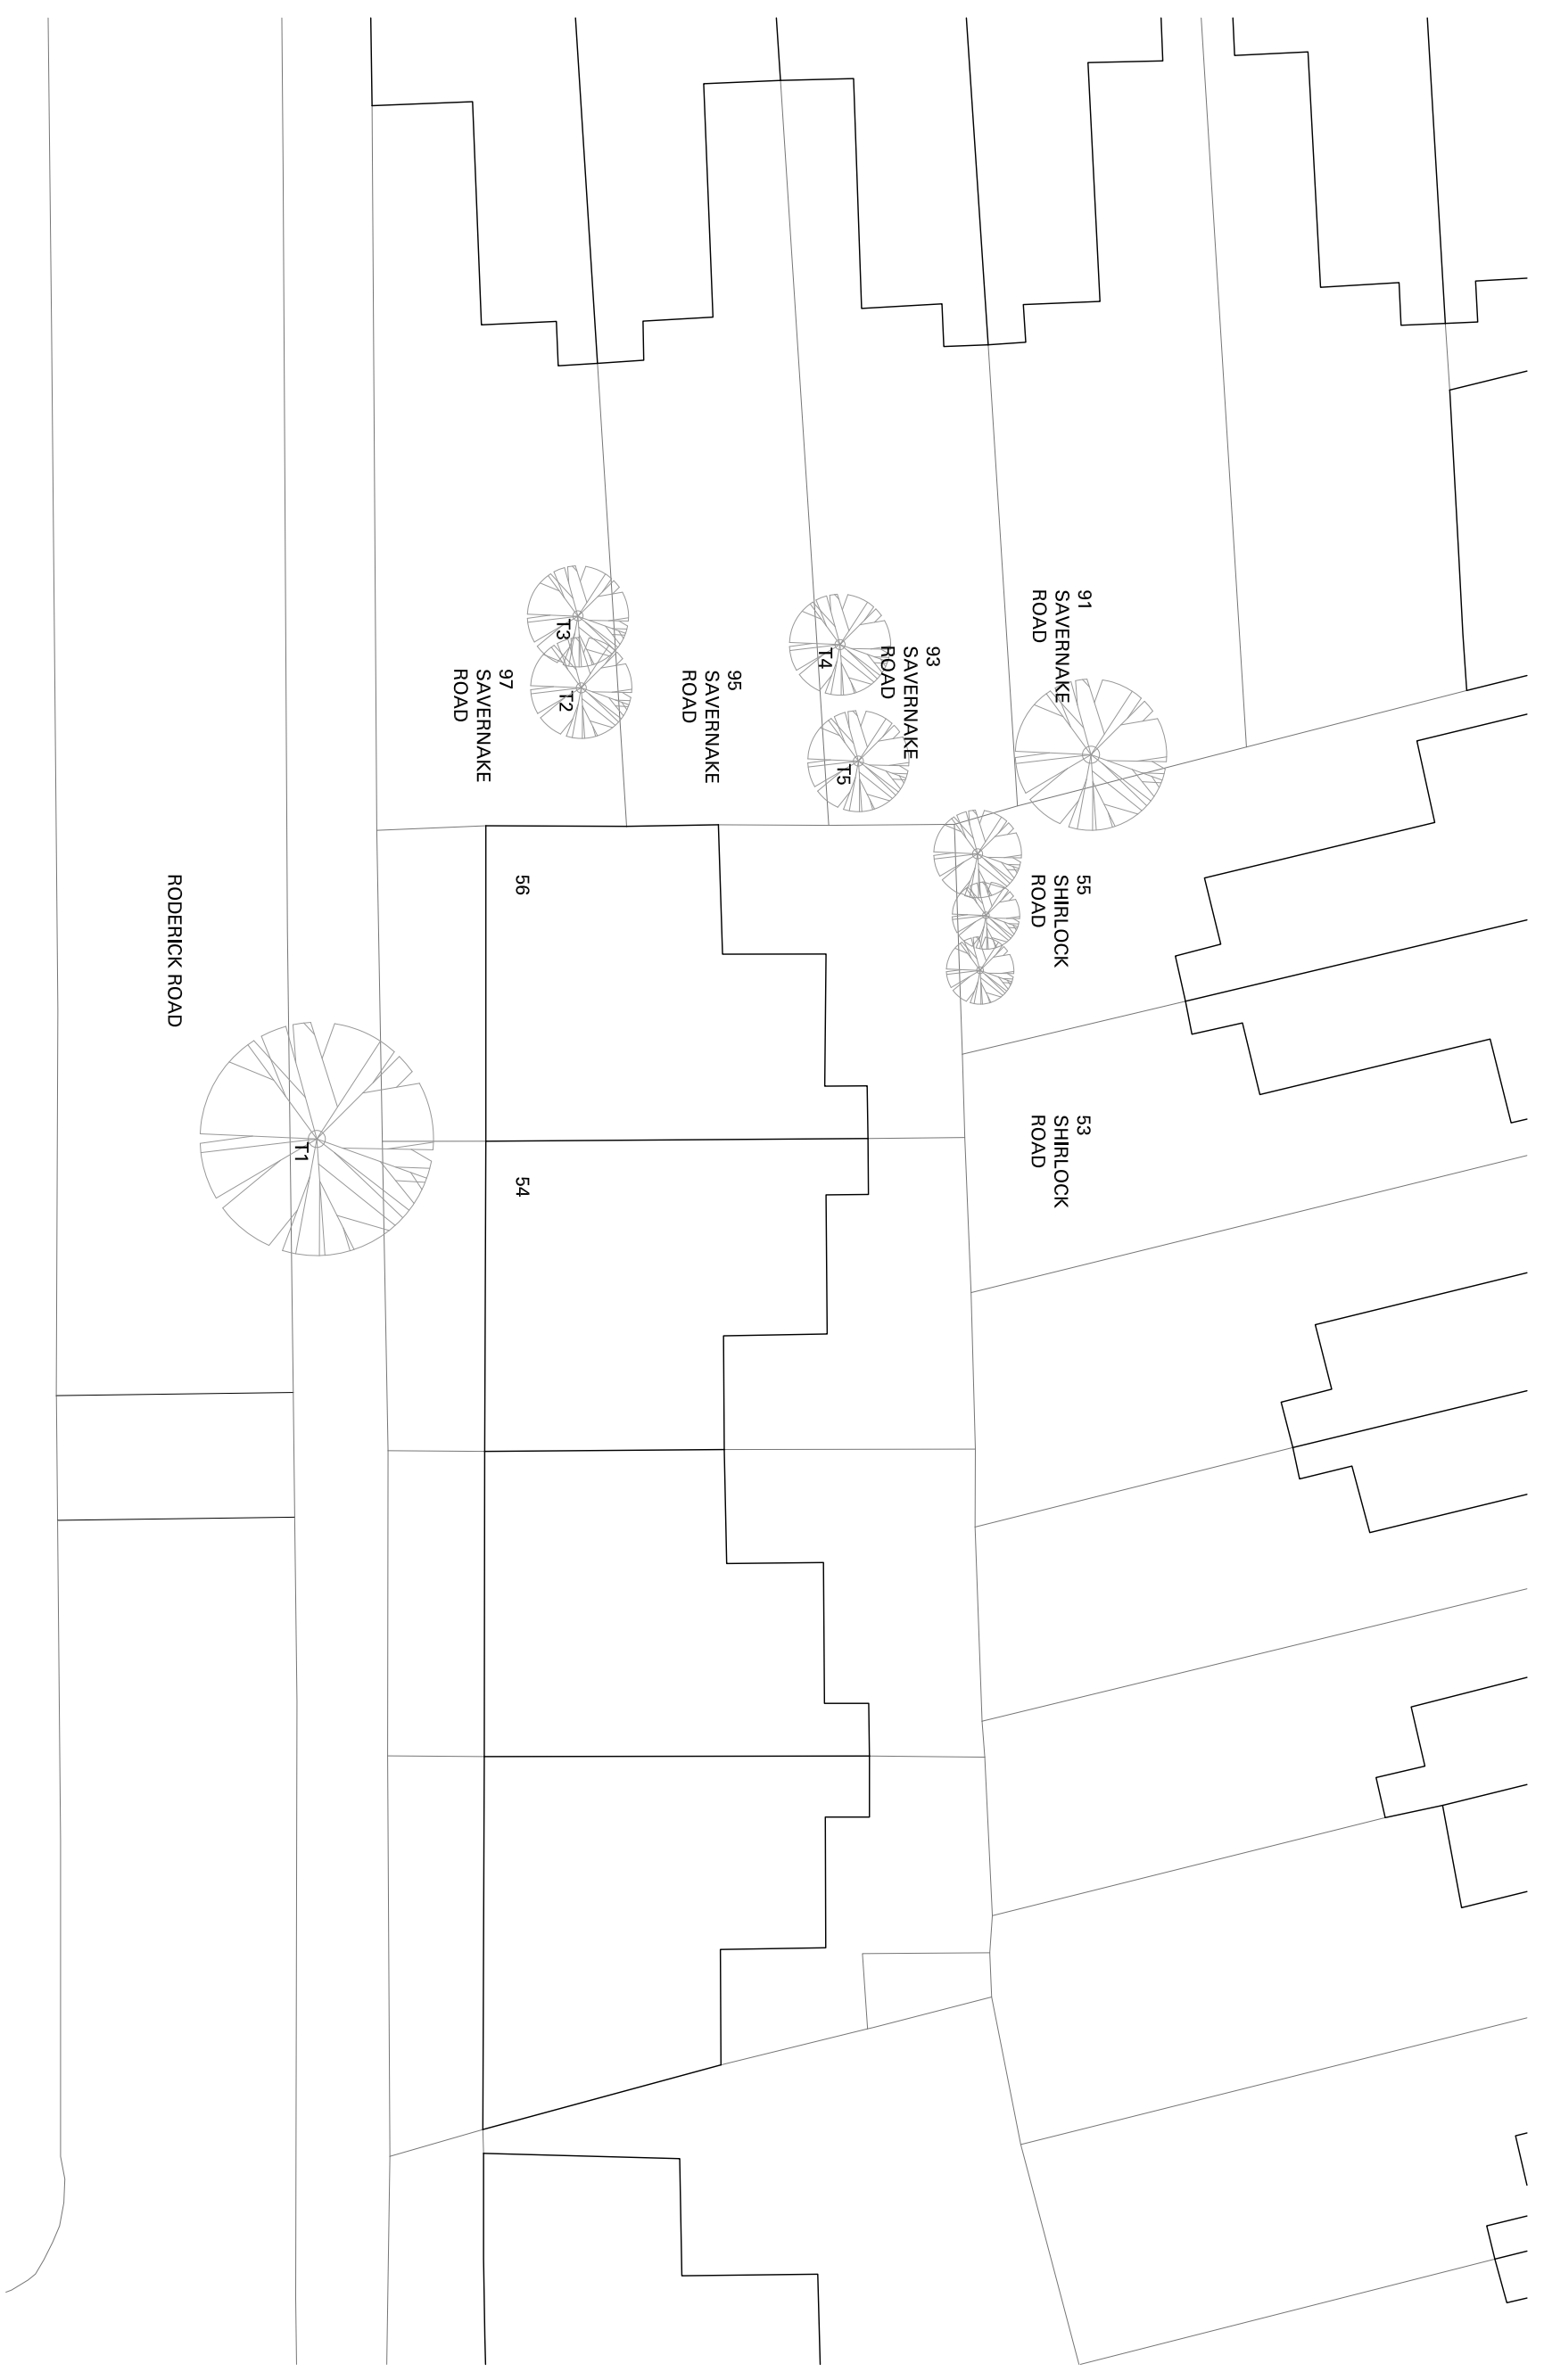 91
SAVERNAKE
ROAD
93
SAVERNAKE
ROAD
95
SAVERNAKE
ROAD
97
SAVERNAKE
ROAD
T3
T2
T4
T5
55
SHIRLOCK
ROAD
53
SHIRLOCK
ROAD
56
54
RODERICK ROAD
T1